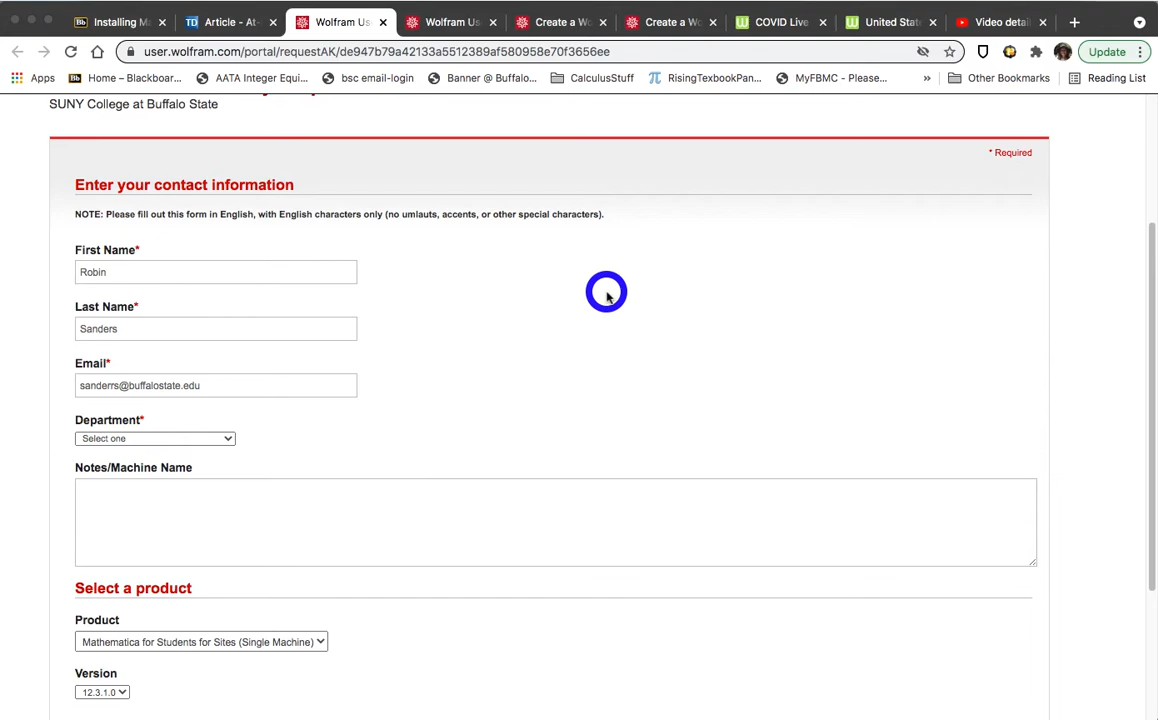 Installing M
Article - At-
Wolfram Us
Wolfram Us
Create a Wo
Create a Wo
COVID Live
United State
Video detai
user.wolfram.com/portal/requestAK/de947b79a42133a5512389af580958e70f3656ee
Update
Apps
Home – Blackboar...
AATA Integer Equi...
bsc email-login
Banner @ Buffalo...
CalculusStuff
RisingTextbokPan...
MyFBMC - Please...
»
Other Bookmarks
Reading List
SUNY College at Buffalo State
* Required
Enter your contact information
NOTE: Please fill out this form in English, with English characters only (no umlauts, accents, or other special characters).
First Name*
Robin
Last Name*
Sanders
Email*
sanderrs@buffalostate.edu
Department*
Select one
Notes/Machine Name
Select a product
Product
Mathematica for Students for Sites (Single Machine)
Version
12.3.1.0